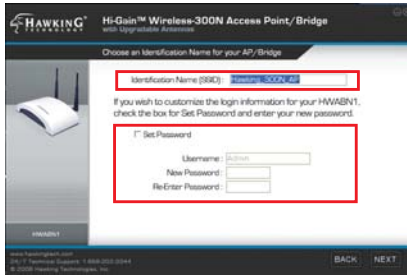 HAWKING TECHNOLOGY
Hi-Gain™ Wireless-300N Access Point/Bridge
with Upgradable Antennas
Choose an Identification Name for your AP/Bridge
Identification Name (SSID): Hawking_300N_AP
If you wish to customize the login information for your HWABN1,
check the box for Set Password and enter your new password.
Set Password
Username: Admin
New Password:
Re-Enter Password:
HWABN1
www.hawkingtech.com
24/7 Technical Support: 1-888-202-3344
© 2008 Hawking Technologies, Inc.
BACK NEXT